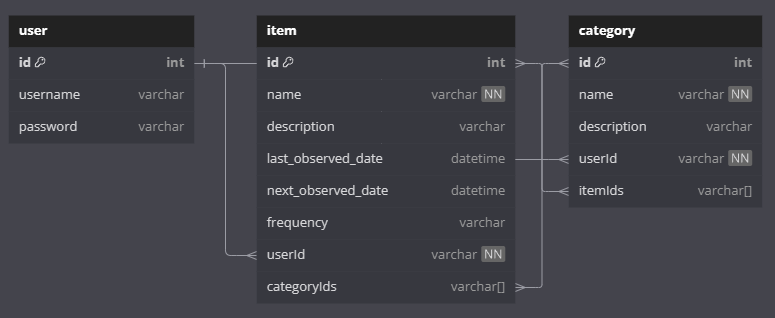 user
id int
username varchar
password varchar
item
id int
name varchar NN
description varchar
last_observed_date datetime
next_observed_date datetime
frequency varchar
userId varchar NN
categoryIds varchar[]
category
id int
name varchar NN
description varchar
userId varchar NN
itemIds varchar[]